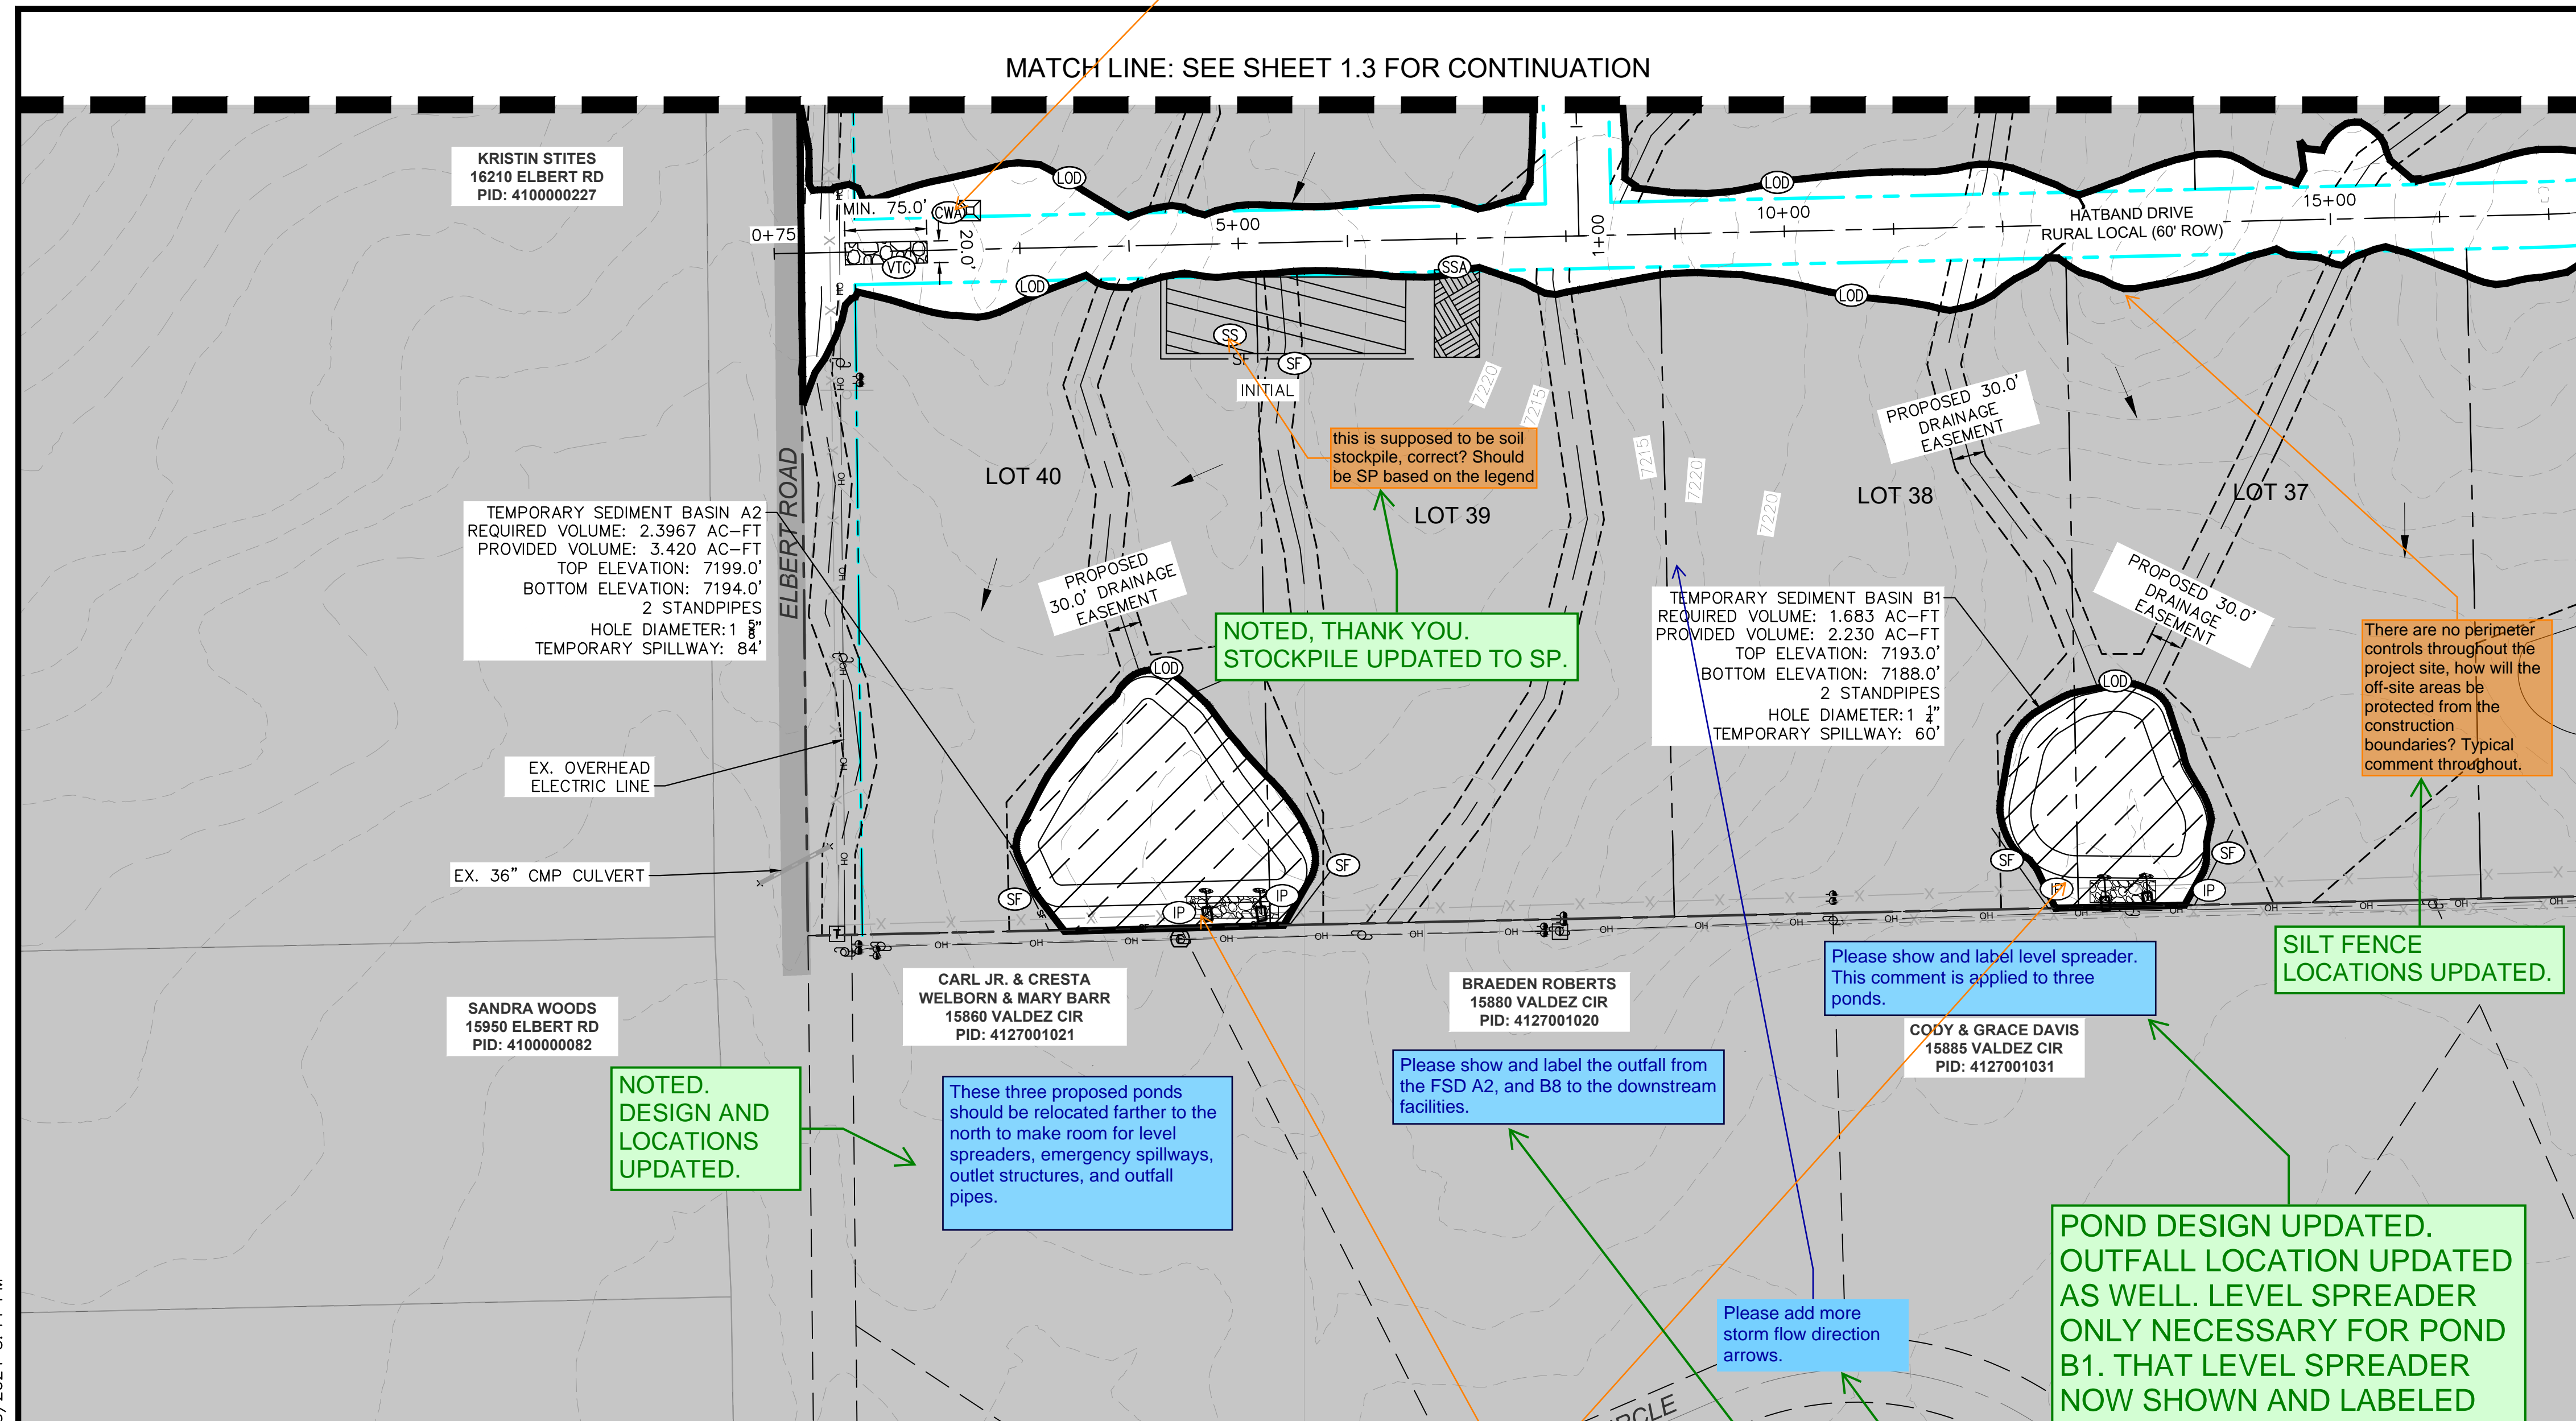 MATCH LINE: SEE SHEET 1.3 FOR CONTINUATION
KRISTIN STITES
16210 ELBERT RD
PID: 4100000227
LOD
LOD
MIN. 75.0'
CWA
0+75
20.0'
VTC
5+00
1+00
10+00
HATBAND DRIVE
RURAL LOCAL (60' ROW)
15+00
LOD
SSA
LOD
SS
SF
SF
INITIAL
7220
7215
7215
7220
7220
this is supposed to be soil
stockpile, correct? Should
be SP based on the legend
PROPOSED 30.0'
DRAINAGE
EASEMENT
LOT 40
LOT 39
LOT 38
LOT 37
ELBERT ROAD
TEMPORARY SEDIMENT BASIN A2
REQUIRED VOLUME: 2.3967 AC-FT
PROVIDED VOLUME: 3.420 AC-FT
TOP ELEVATION: 7199.0'
BOTTOM ELEVATION: 7194.0'
2 STANDPIPES
HOLE DIAMETER: 1 5/8"
TEMPORARY SPILLWAY: 84'
PROPOSED
30.0' DRAINAGE
EASEMENT
NOTED, THANK YOU.
STOCKPILE UPDATED TO SP.
TEMPORARY SEDIMENT BASIN B1
REQUIRED VOLUME: 1.683 AC-FT
PROVIDED VOLUME: 2.230 AC-FT
TOP ELEVATION: 7193.0'
BOTTOM ELEVATION: 7188.0'
2 STANDPIPES
HOLE DIAMETER: 1 1/4"
TEMPORARY SPILLWAY: 60'
PROPOSED 30.0'
DRAINAGE
EASEMENT
There are no perimeter
controls throughout the
project site, how will the
off-site areas be
protected from the
construction
boundaries? Typical
comment throughout.
LOD
LOD
EX. OVERHEAD
ELECTRIC LINE
EX. 36" CMP CULVERT
SF
SF
IP
IP
SF
SF
IP
IP
T
OH
OH
OH
OH
OH
OH
OH
OH
OH
OH
OH
SANDRA WOODS
15950 ELBERT RD
PID: 4100000082
CARL JR. & CRESTA
WELBORN & MARY BARR
15860 VALDEZ CIR
PID: 4127001021
BRAEDEN ROBERTS
15880 VALDEZ CIR
PID: 4127001020
Please show and label level spreader.
This comment is applied to three
ponds.
CODY & GRACE DAVIS
15885 VALDEZ CIR
PID: 4127001031
SILT FENCE
LOCATIONS UPDATED.
NOTED.
DESIGN AND
LOCATIONS
UPDATED.
These three proposed ponds
should be relocated farther to the
north to make room for level
spreaders, emergency spillways,
outlet structures, and outfall
pipes.
Please show and label the outfall from
the FSD A2, and B8 to the downstream
facilities.
Please add more
storm flow direction
arrows.
POND DESIGN UPDATED.
OUTFALL LOCATION UPDATED
AS WELL. LEVEL SPREADER
ONLY NECESSARY FOR POND
B1. THAT LEVEL SPREADER
NOW SHOWN AND LABELED